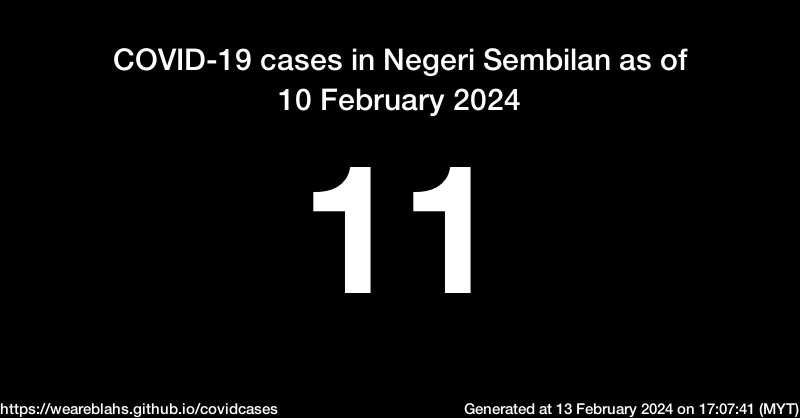 COVID-19 cases in Negeri Sembilan as of
10 February 2024
11
https://weareblahs.github.io/covidcases
Generated at 13 February 2024 on 17:07:41 (MYT)